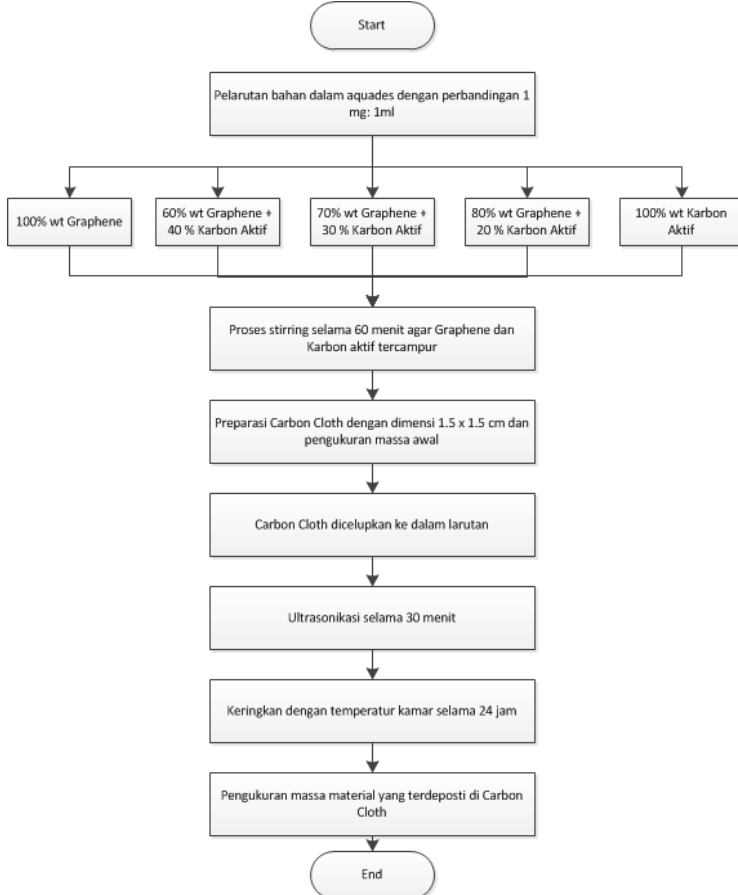 Start
Pelarutan bahan dalam aquades dengan perbandingan 1
mg: 1ml
100% wt Graphene
60% wt Graphene +
40 % Karbon Aktif
70% wt Graphene +
30 % Karbon Aktif
80% wt Graphene +
20 % Karbon Aktif
100% wt Karbon
Aktif
Proses stirring selama 60 menit agar Graphene dan
Karbon aktif tercampur
Preparasi Carbon Cloth dengan dimensi 1.5 x 1.5 cm dan
pengukuran massa awal
Carbon Cloth dicelupkan ke dalam larutan
Ultrasonikasi selama 30 menit
Keringkan dengan temperatur kamar selama 24 jam
Pengukuran massa material yang terdeposti di Carbon
Cloth
End